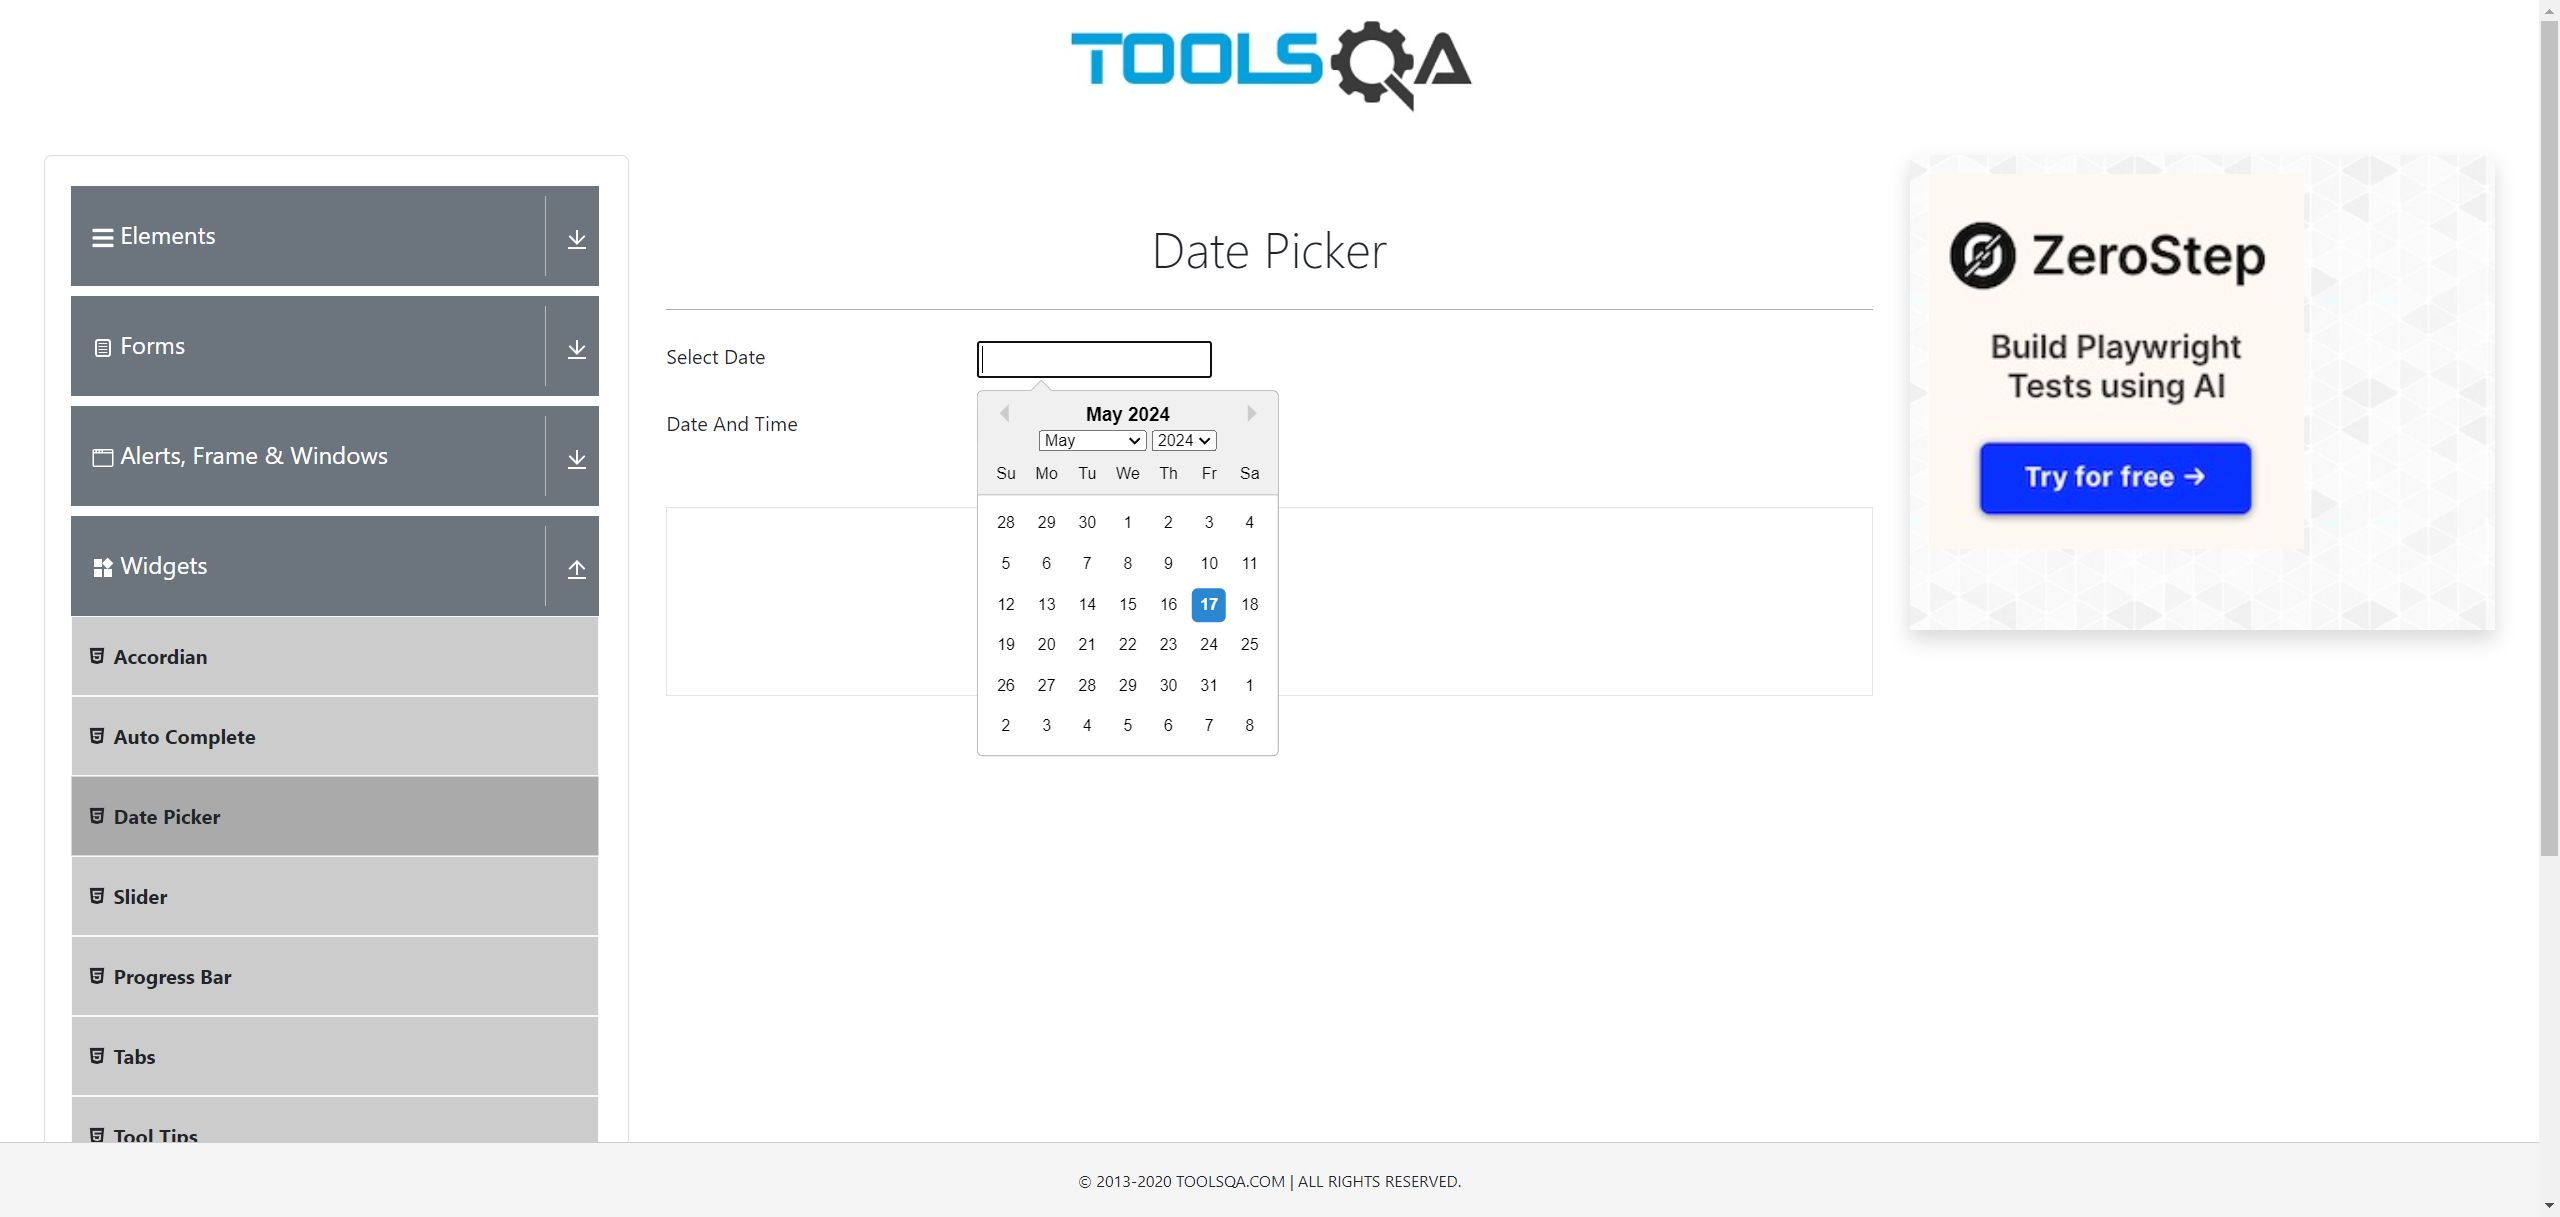 TOOLSQA
Elements
Forms
Alerts, Frame & Windows
Widgets
Accordian
Auto Complete
Date Picker
Slider
Progress Bar
Tabs
Tool Tips
Date Picker
Select Date
Date And Time
May 2024
May 2024
Su Mo Tu We Th Fr Sa
28 29 30 1 2 3 4
5 6 7 8 9 10 11
12 13 14 15 16 17 18
19 20 21 22 23 24 25
26 27 28 29 30 31 1
2 3 4 5 6 7 8
ZeroStep
Build Playwright
Tests using AI
Try for free →
© 2013-2020 TOOLSQA.COM | ALL RIGHTS RESERVED.